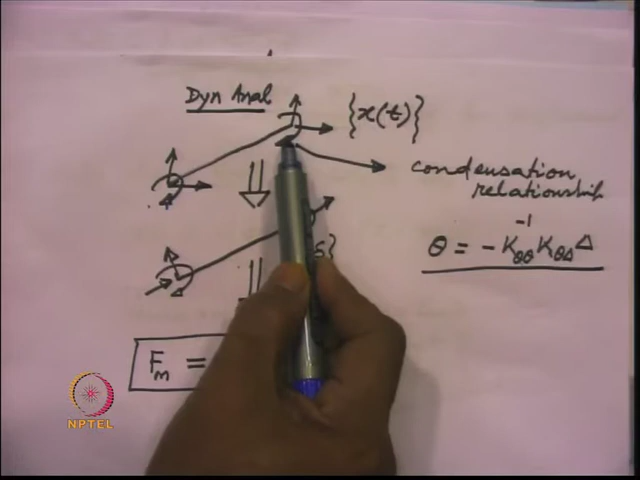 Dyn Anal
{x(t)}
condensation
relationship
θ = - K_θθ^-1 K_θΔ Δ
F_m =
NPTEL